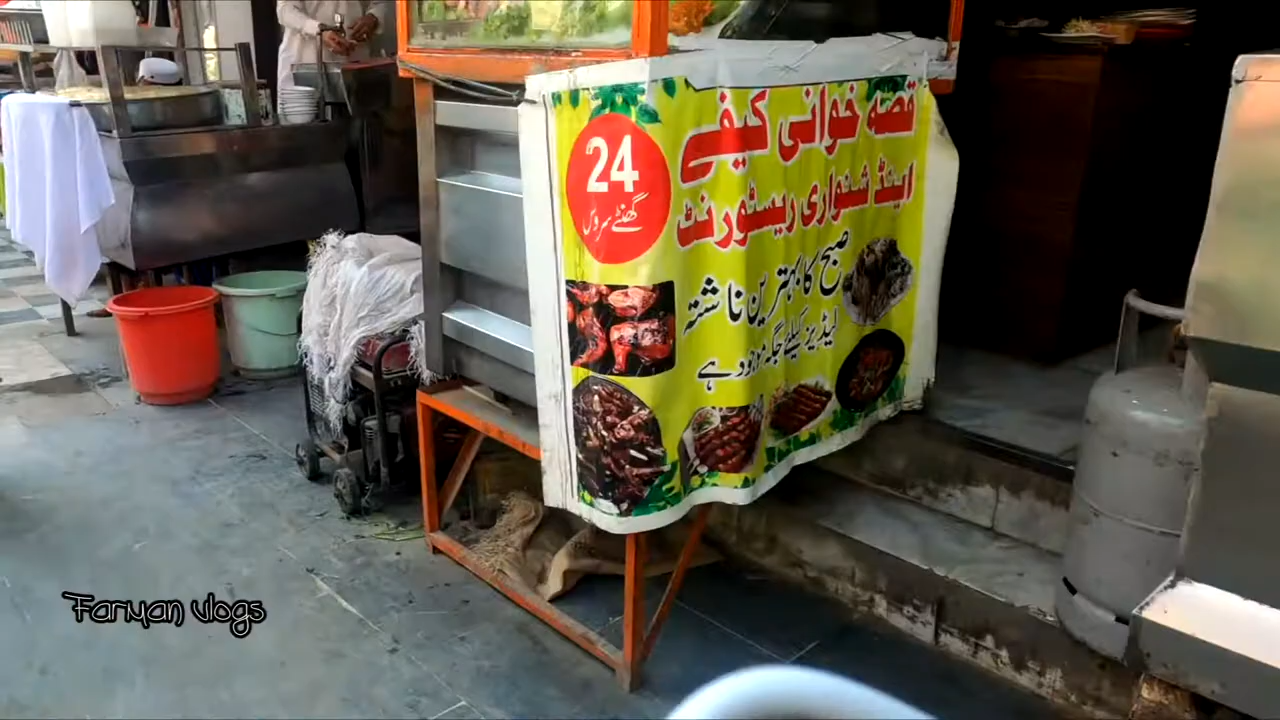 قصہ خوانی کیفے
اینڈ شنواری ریسٹورنٹ
24
گھنٹے سروس
صبح کا بہترین ناشتہ
لیڈیز کیلئے جگہ موجود ہے
Fariyan vlogs